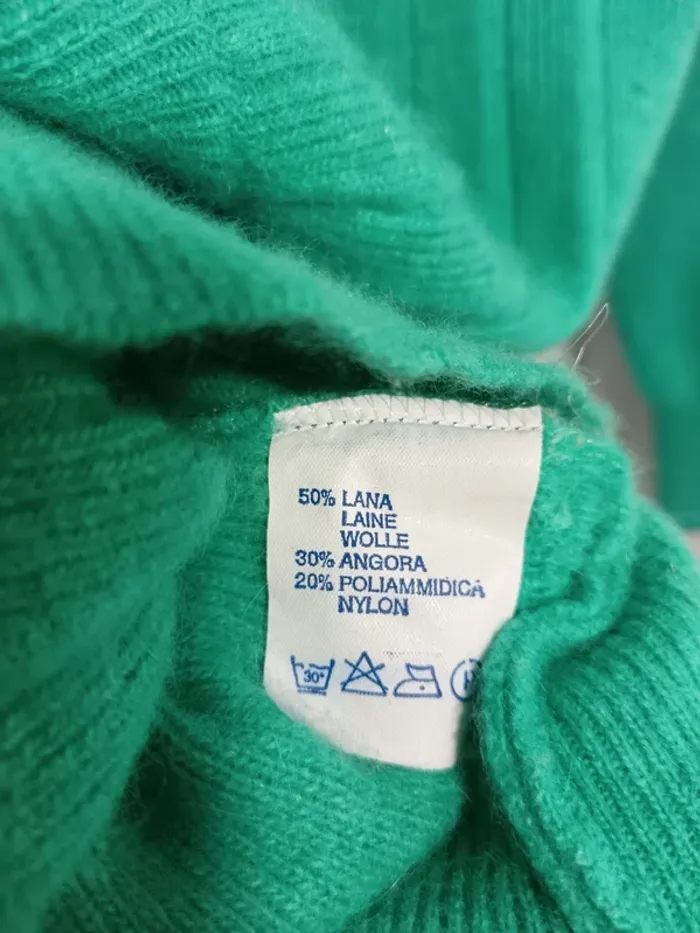 50% LANA
LAINE
WOLLE
30% ANGORA
20% POLIAMMIDICA
NYLON
30°